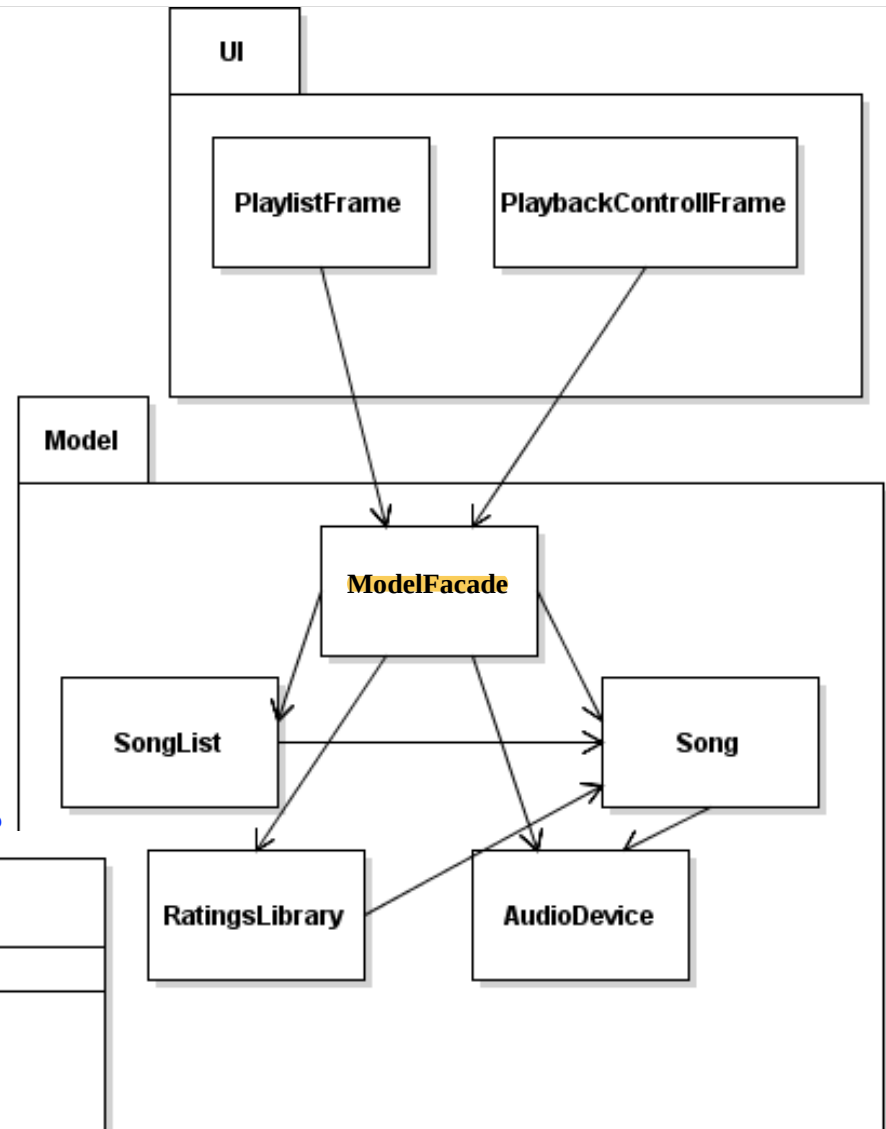 UI
PlaylistFrame
PlaybackControllFrame
Model
ModelFacade
SongList
Song
RatingsLibrary
AudioDevice